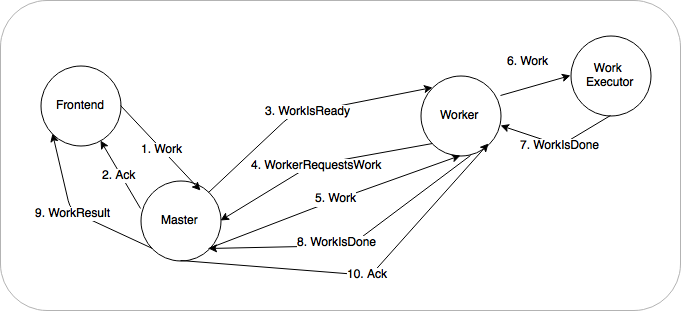 6. Work
Work
Executor
Frontend
3. WorkIsReady
Worker
1. Work
7. WorkIsDone
4. WorkerRequestsWork
2. Ack
5. Work
9. WorkResult
Master
8. WorkIsDone
10. Ack